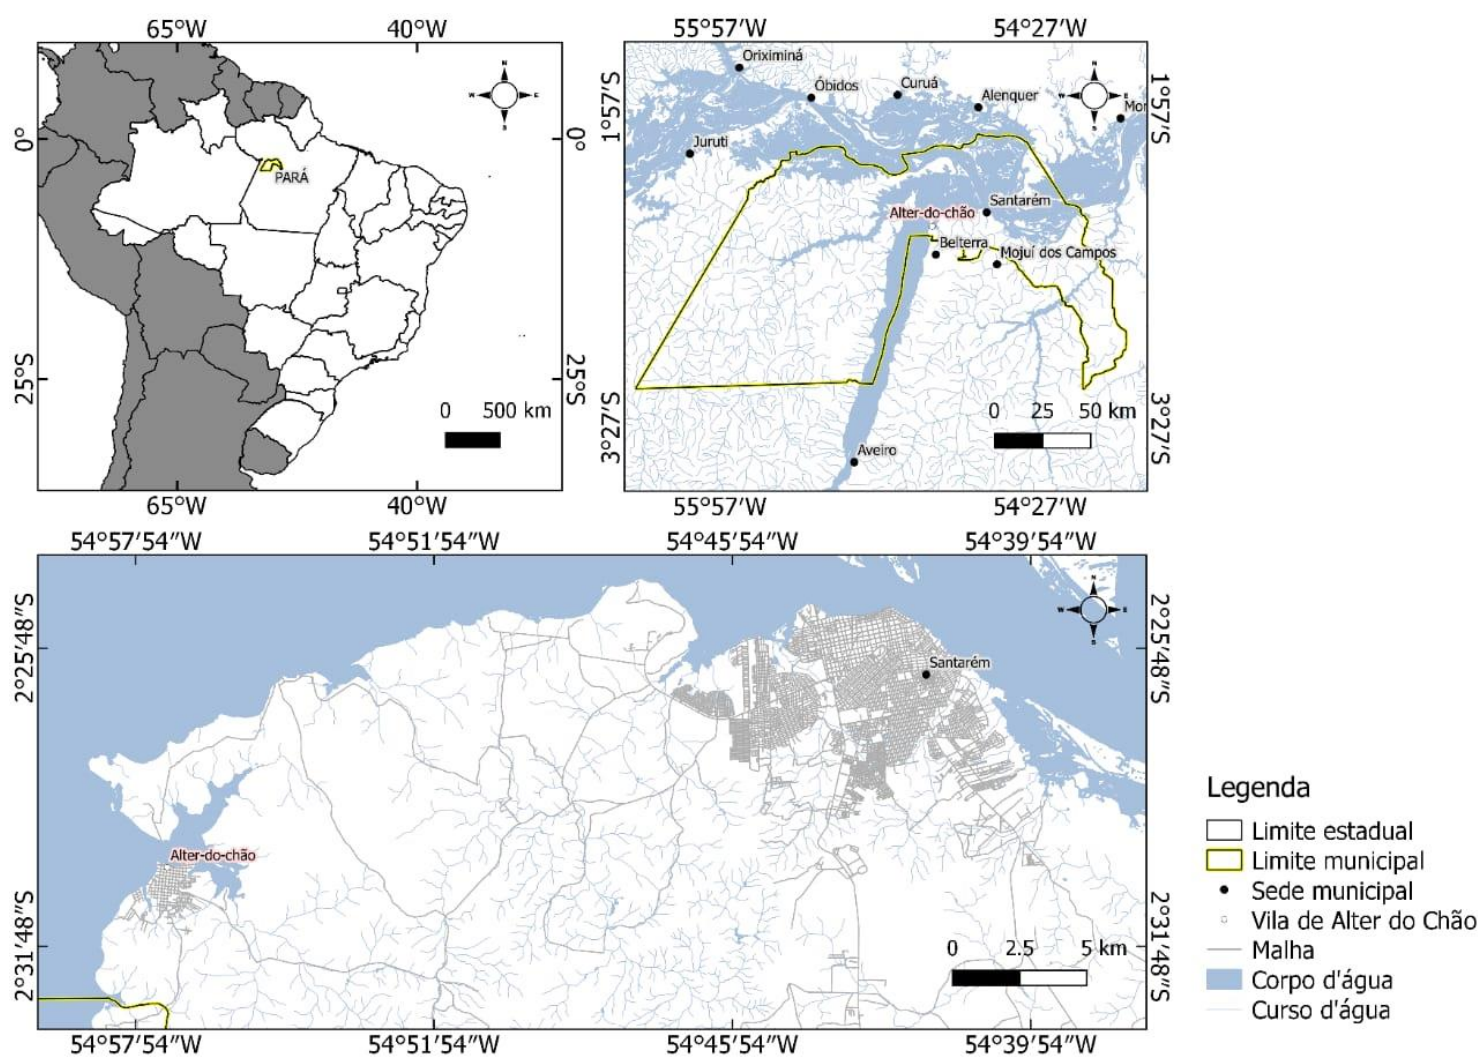 65°W 40°W
N
W E
S
0° 0°
PARÁ
25°S 25°S
0 500 km
65°W 40°W
55°57'W 54°27'W
1°57'S 1°57'S
Oriximiná
Óbidos
Curuá
Alenquer
N
W E
S
Mon
Juruti
Santarém
Alter-do-chão
Belterra
Mojuí dos Campos
0 25 50 km
3°27'S 3°27'S
Aveiro
55°57'W 54°27'W
54°57'54"W 54°51'54"W 54°45'54"W 54°39'54"W
N
W E
S
2°25'48"S 2°25'48"S
Santarém
Alter-do-chão
2°31'48"S 2°31'48"S
0 2.5 5 km
54°57'54"W 54°51'54"W 54°45'54"W 54°39'54"W
Legenda
Limite estadual
Limite municipal
Sede municipal
Vila de Alter do Chão
Malha
Corpo d'água
Curso d'água